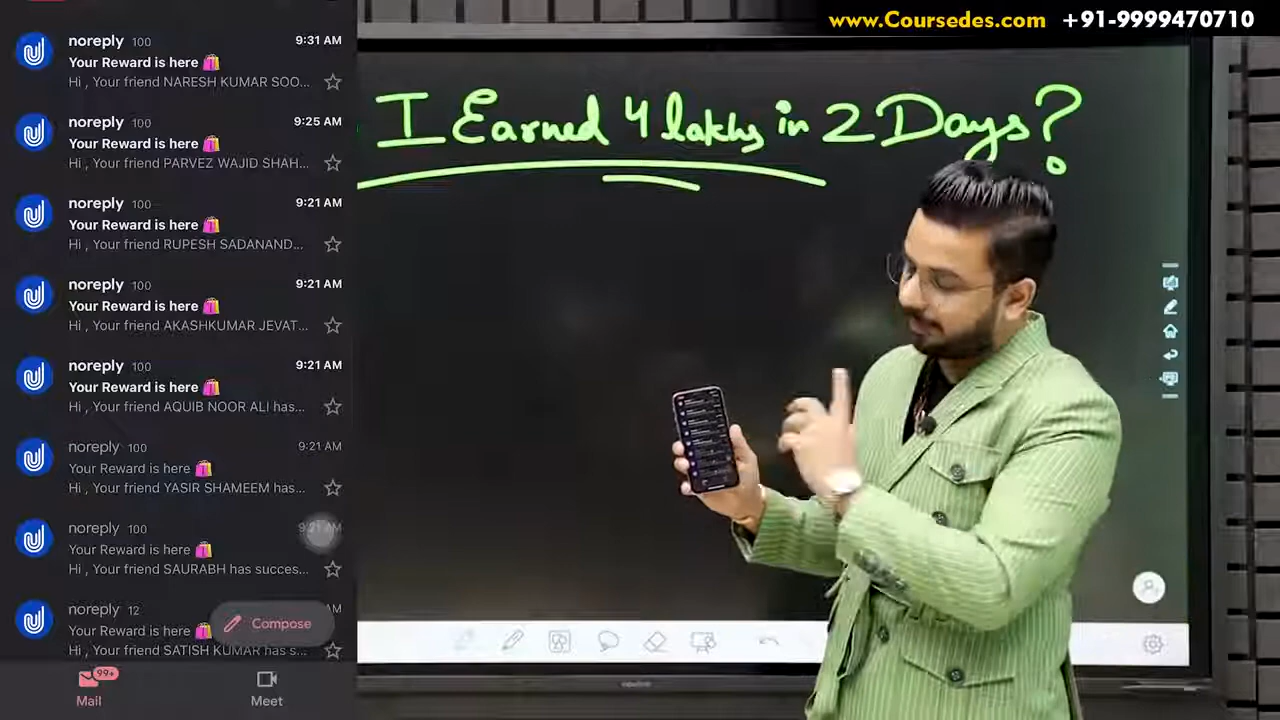 www.Coursedes.com +91-9999470710
I Earned 4 lakhs in 2 Days?
noreply 100 9:31 AM
Your Reward is here 🛍️
Hi , Your friend NARESH KUMAR SOO...
noreply 100 9:25 AM
Your Reward is here 🛍️
Hi , Your friend PARVEZ WAJID SHAH...
noreply 100 9:21 AM
Your Reward is here 🛍️
Hi , Your friend RUPESH SADANAND...
noreply 100 9:21 AM
Your Reward is here 🛍️
Hi , Your friend AKASHKUMAR JEVAT...
noreply 100 9:21 AM
Your Reward is here 🛍️
Hi , Your friend AQUIB NOOR ALI has...
noreply 100 9:21 AM
Your Reward is here 🛍️
Hi , Your friend YASIR SHAMEEM has...
noreply 100 9:21 AM
Your Reward is here 🛍️
Hi , Your friend SAURABH has succes...
noreply 12 AM
Your Reward is here 🛍️
Hi , Your friend SATISH KUMAR has s...
Compose
99+
Mail Meet